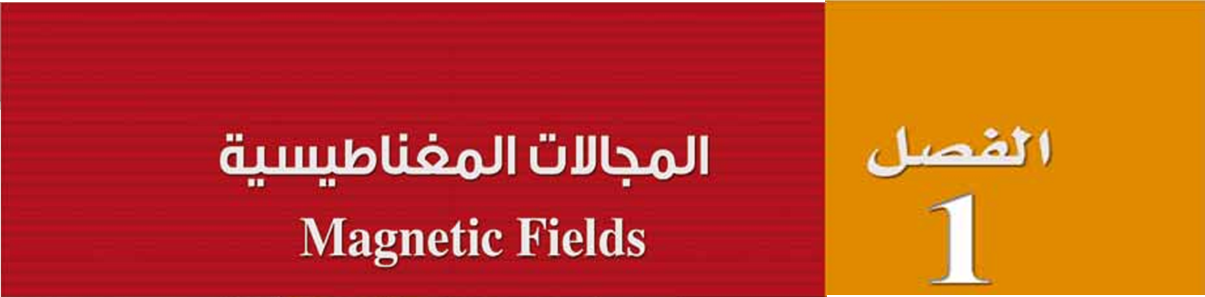 الفصل
1
المجالات المغناطيسية
Magnetic Fields